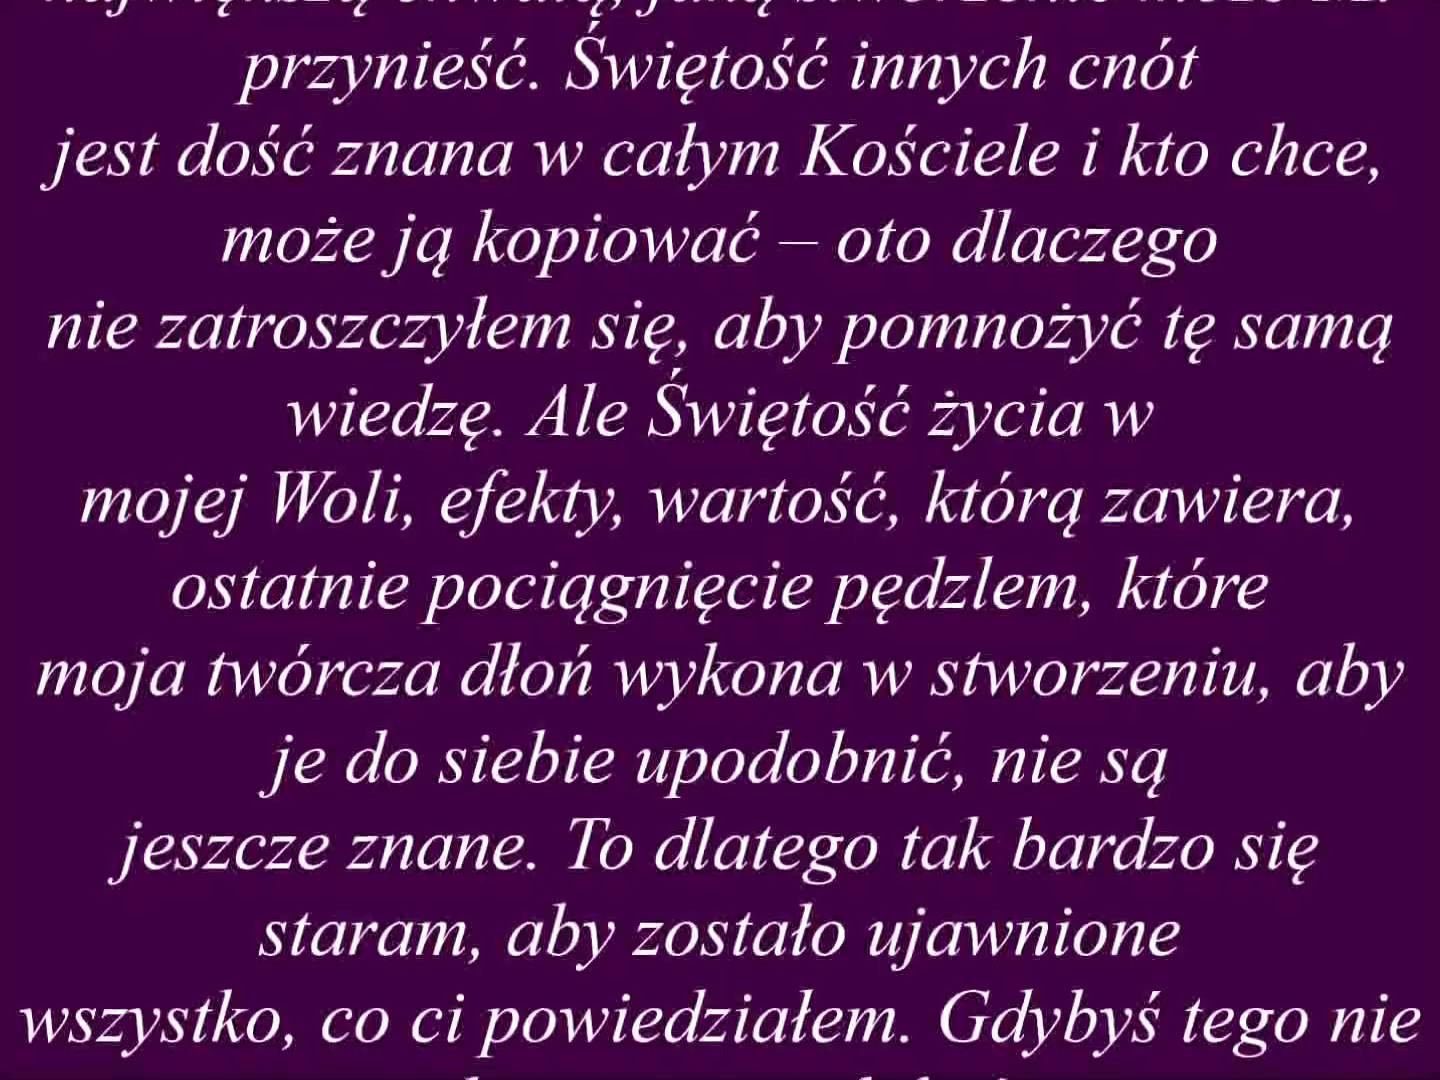 przynieść. Świętość innych cnót
jest dość znana w całym Kościele i kto chce,
może ją kopiować – oto dlaczego
nie zatroszczyłem się, aby pomnożyć tę samą
wiedzę. Ale Świętość życia w
mojej Woli, efekty, wartość, którą zawiera,
ostatnie pociągnięcie pędzlem, które
moja twórcza dłoń wykona w stworzeniu, aby
je do siebie upodobnić, nie są
jeszcze znane. To dlatego tak bardzo się
staram, aby zostało ujawnione
wszystko, co ci powiedziałem. Gdybyś tego nie